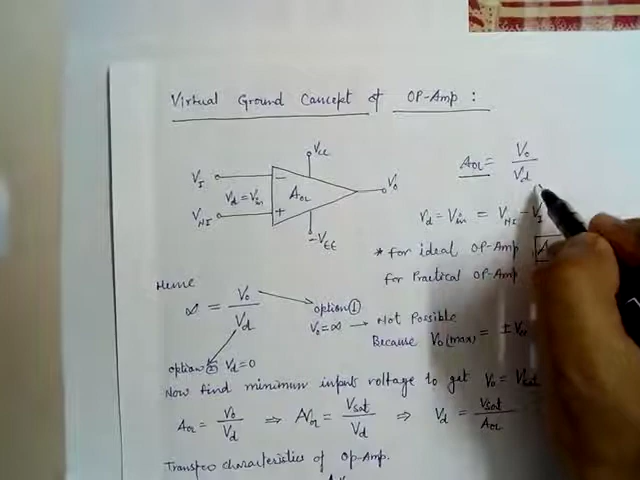 Virtual Ground Concept of OP-Amp :
V_I
V_d = V_in
V_NI
-
+
A_OL
V_cc
-V_EE
V_o
A_OL = V_o / V_d
V_d = V_in = V_NI - V_I
* for ideal OP-Amp
for Practical OP-Amp
Hence
∞ = V_o / V_d
option ①
V_o = ∞ → Not Possible
Because V_o(max) = ± V_cc
option ② V_d = 0
Now find minimum input voltage to get V_o = V_sat
A_OL = V_o / V_d ⇒ A_OL = V_sat / V_d ⇒ V_d = V_sat / A_OL =
Transfer characteristics of Op-Amp.